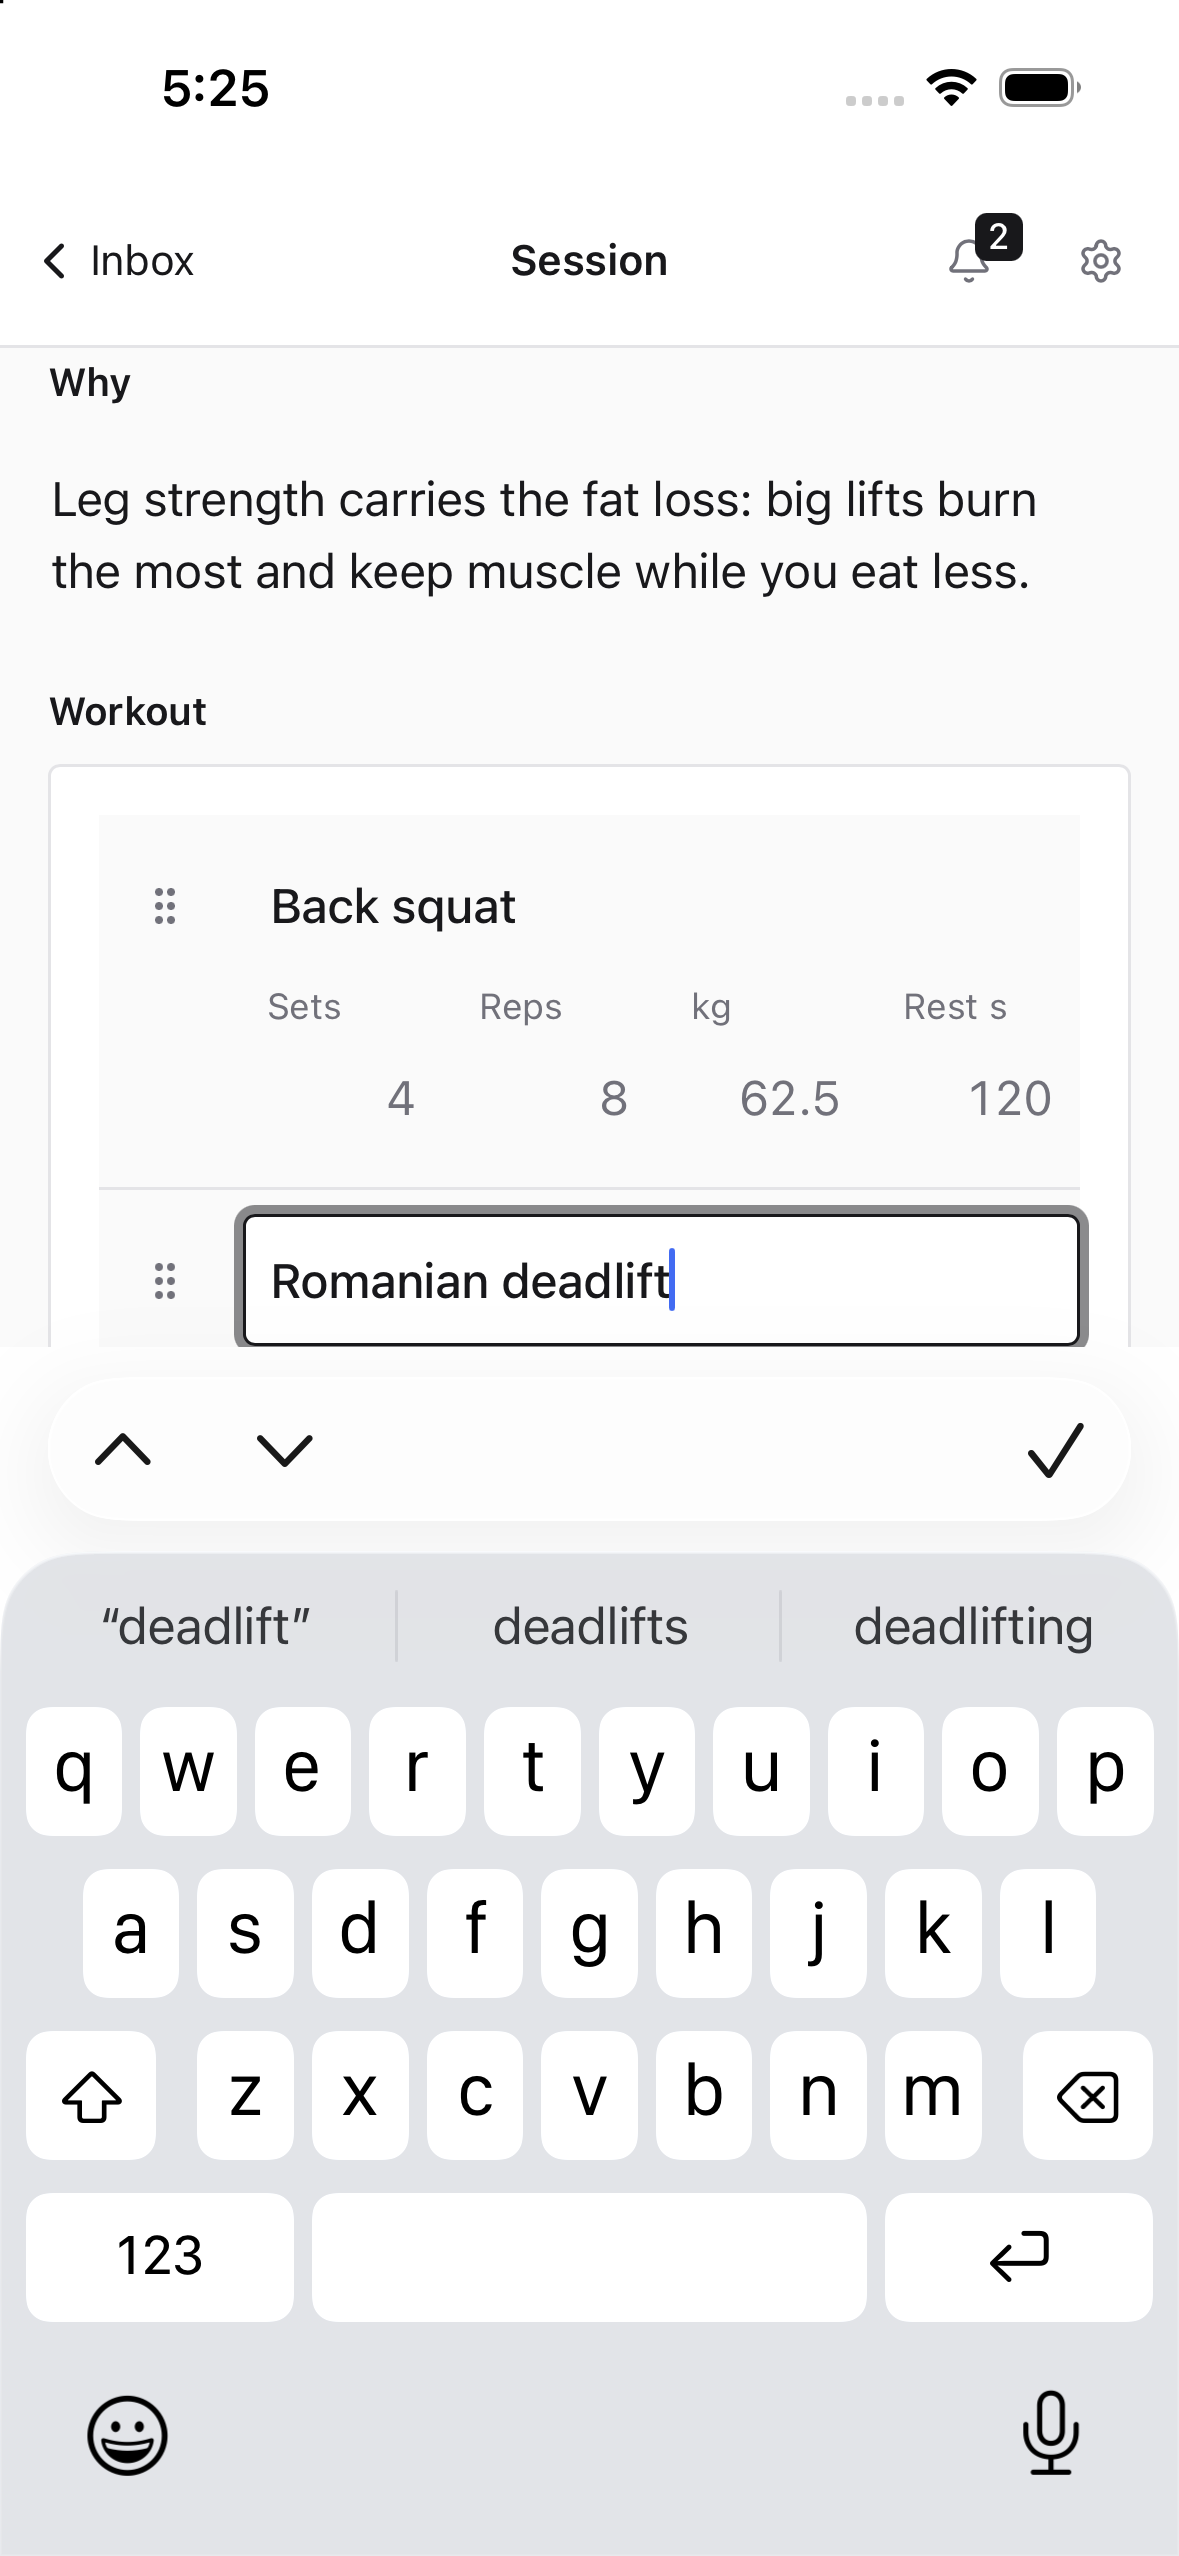 5:25
Inbox
Session
2
Why
Leg strength carries the fat loss: big lifts burn
the most and keep muscle while you eat less.
Workout
Back squat
Sets Reps kg Rest s
4 8 62.5 120
Romanian deadlift
“deadlift” deadlifts deadlifting
q w e r t y u i o p
a s d f g h j k l
z x c v b n m
123